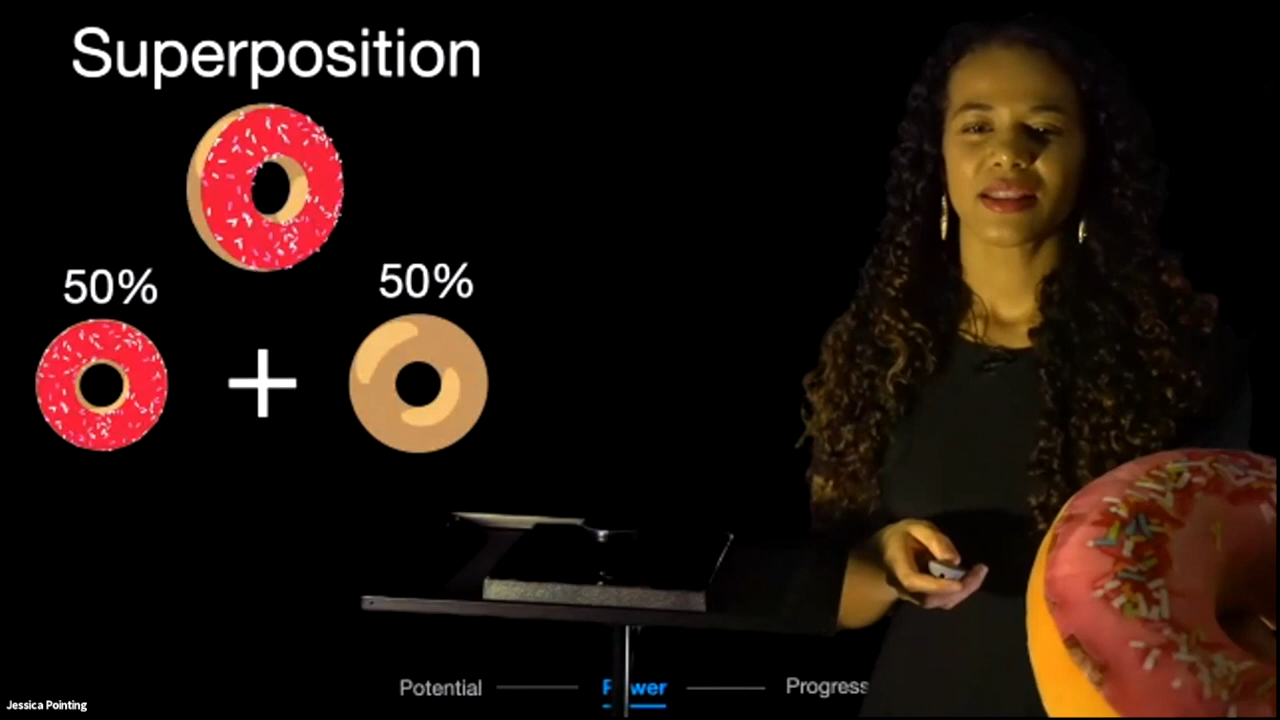 Superposition
50%
50%
+
Potential
Progress
Jessica Pointing